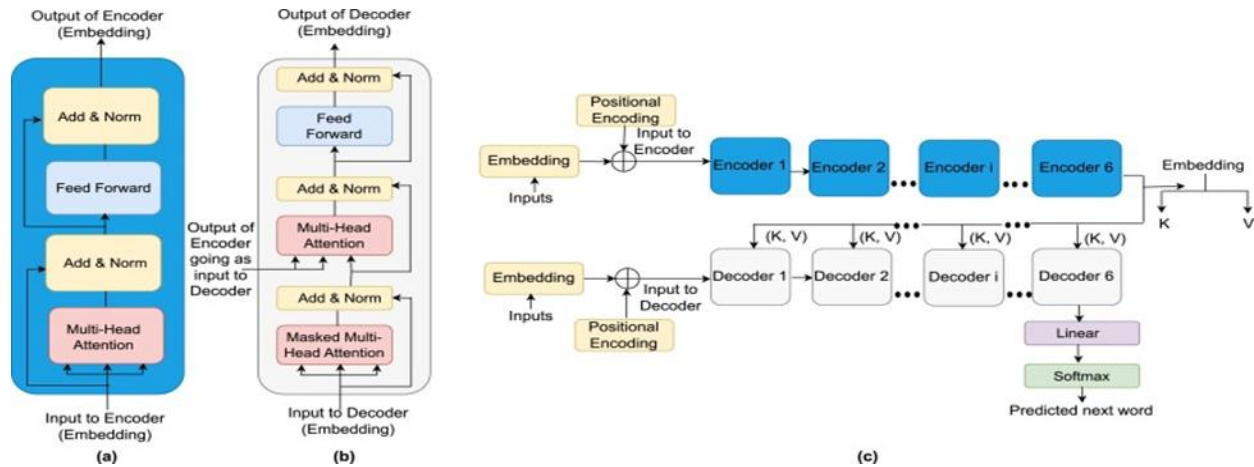 Output of Encoder
(Embedding)
Add & Norm
Feed Forward
Add & Norm
Multi-Head
Attention
Input to Encoder
(Embedding)
(a)
Output of Decoder
(Embedding)
Add & Norm
Feed
Forward
Add & Norm
Multi-Head
Attention
Output of
Encoder
going as
input to
Decoder
Add & Norm
Masked Multi-
Head Attention
Input to Decoder
(Embedding)
(b)
Positional
Encoding
Input to
Encoder
Embedding
Inputs
Encoder 1
Encoder 2
Encoder i
Encoder 6
Embedding
K
V
(K, V)
(K, V)
(K, V)
(K, V)
Embedding
Inputs
Input to
Decoder
Positional
Encoding
Decoder 1
Decoder 2
Decoder i
Decoder 6
Linear
Softmax
Predicted next word
(c)